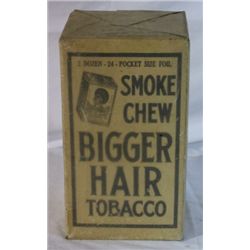 2 DOZEN - 24 - POCKET SIZE FOIL
SMOKE
CHEW
BIGGER
HAIR
TOBACCO